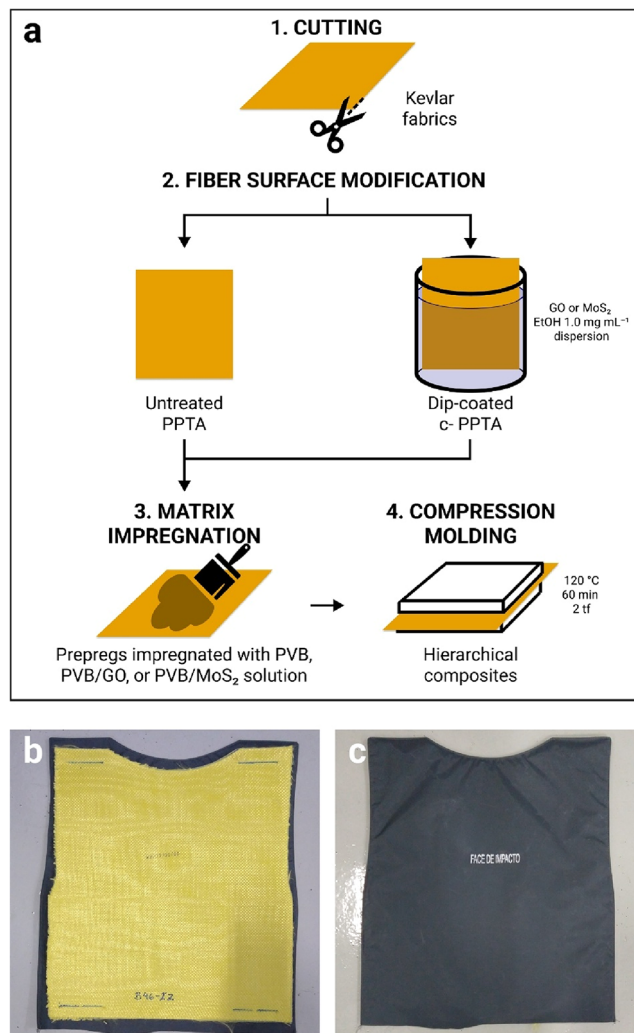 a
1. CUTTING
Kevlar
fabrics
2. FIBER SURFACE MODIFICATION
GO or MoS₂
EtOH 1.0 mg mL⁻¹
dispersion
Untreated
PPTA
Dip-coated
c- PPTA
3. MATRIX
IMPREGNATION
Prepregs impregnated with PVB,
PVB/GO, or PVB/MoS₂ solution
4. COMPRESSION
MOLDING
120 °C
60 min
2 tf
Hierarchical
composites
b
c
FACE DE IMPACTO